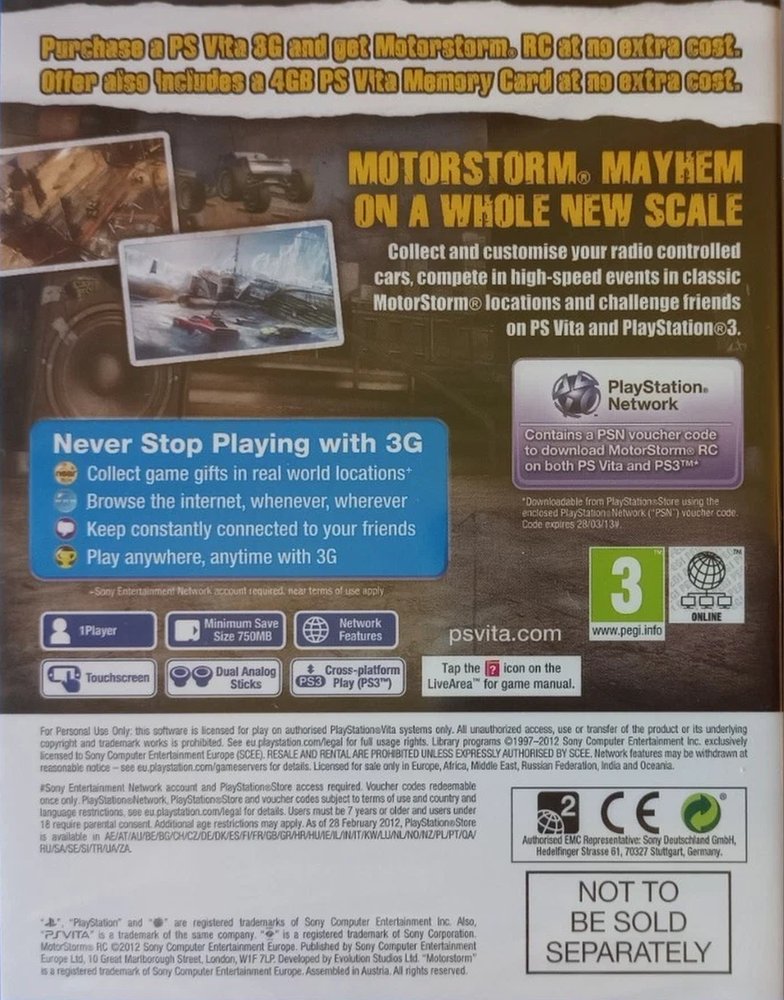 Purchase a PS Vita 3G and get Motorstorm® RC at no extra cost.
Offer also includes a 4GB PS Vita Memory Card at no extra cost.
MOTORSTORM® MAYHEM
ON A WHOLE NEW SCALE
Collect and customise your radio controlled
cars, compete in high-speed events in classic
MotorStorm® locations and challenge friends
on PS Vita and PlayStation®3.
PlayStation®
Network
Contains a PSN voucher code
to download MotorStorm® RC
on both PS Vita and PS3™*
*Downloadable from PlayStation®Store using the
enclosed PlayStation®Network ("PSN") voucher code.
Code expires 28/03/13#.
Never Stop Playing with 3G
Collect game gifts in real world locations+
Browse the internet, whenever, wherever
Keep constantly connected to your friends
Play anywhere, anytime with 3G
+Sony Entertainment Network account required. near terms of use apply
3
www.pegi.info
™
ONLINE
1Player
Minimum Save
Size 750MB
Network
Features
psvita.com
Touchscreen
Dual Analog
Sticks
PS3
Cross-platform
Play (PS3™)
Tap the ? icon on the
LiveArea™ for game manual.
For Personal Use Only: this software is licensed for play on authorised PlayStation®Vita systems only. All unauthorized access, use or transfer of the product or its underlying
copyright and trademark works is prohibited. See eu.playstation.com/legal for full usage rights. Library programs ©1997-2012 Sony Computer Entertainment Inc. exclusively
licensed to Sony Computer Entertainment Europe (SCEE). RESALE AND RENTAL ARE PROHIBITED UNLESS EXPRESSLY AUTHORISED BY SCEE. Network features may be withdrawn at
reasonable notice – see eu.playstation.com/gameservers for details. Licensed for sale only in Europe, Africa, Middle East, Russian Federation, India and Oceania.
#Sony Entertainment Network account and PlayStation®Store access required. Voucher codes redeemable
once only. PlayStation®Network, PlayStation®Store and voucher codes subject to terms of use and country and
language restrictions, see eu.playstation.com/legal for details. Users must be 7 years or older and users under
18 require parental consent. Additional age restrictions may apply. As of 28 February 2012, PlayStation®Store
is available in AE/AT/AU/BE/BG/CH/CZ/DE/DK/ES/FI/FR/GB/GR/HR/HU/IE/IL/IN/IT/KW/LU/NL/NO/NZ/PL/PT/QA/
RU/SA/SE/SI/TR/UA/ZA.
2 CE
Authorised EMC Representative: Sony Deutschland GmbH,
Hedelfinger Strasse 61, 70327 Stuttgart, Germany.
NOT TO
BE SOLD
SEPARATELY
" ", "PlayStation" and " " are registered trademarks of Sony Computer Entertainment Inc. Also,
"PSVITA" is a trademark of the same company. " " is a registered trademark of Sony Corporation.
MotorStorm® RC ©2012 Sony Computer Entertainment Europe. Published by Sony Computer Entertainment
Europe Ltd, 10 Great Marlborough Street, London, W1F 7LP. Developed by Evolution Studios Ltd. "Motorstorm"
is a registered trademark of Sony Computer Entertainment Europe. Assembled in Austria. All rights reserved.